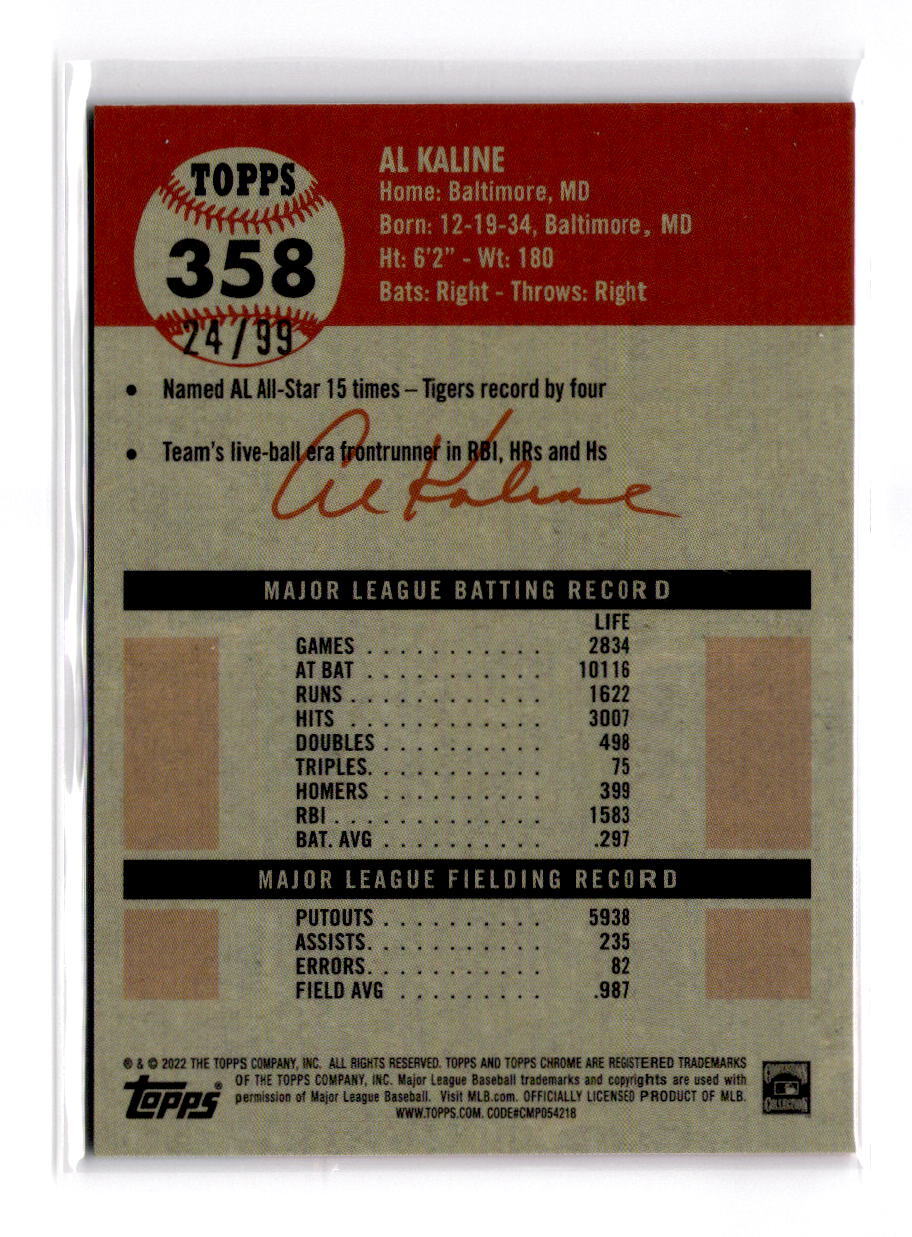 TOPPS
358
24/99
AL KALINE
Home: Baltimore, MD
Born: 12-19-34, Baltimore, MD
Ht: 6'2" - Wt: 180
Bats: Right - Throws: Right
• Named AL All-Star 15 times – Tigers record by four
• Team's live-ball era frontrunner in RBI, HRs and Hs
Al Kaline
MAJOR LEAGUE BATTING RECORD
LIFE
GAMES . . . . . . . . . . . 2834
AT BAT . . . . . . . . . . . 10116
RUNS . . . . . . . . . . . . 1622
HITS . . . . . . . . . . . . 3007
DOUBLES . . . . . . . . . . 498
TRIPLES. . . . . . . . . . . 75
HOMERS . . . . . . . . . . 399
RBI . . . . . . . . . . . . . 1583
BAT. AVG . . . . . . . . . . .297
MAJOR LEAGUE FIELDING RECORD
PUTOUTS . . . . . . . . . . 5938
ASSISTS. . . . . . . . . . . 235
ERRORS. . . . . . . . . . . 82
FIELD AVG . . . . . . . . . .987
® & © 2022 THE TOPPS COMPANY, INC. ALL RIGHTS RESERVED. TOPPS AND TOPPS CHROME ARE REGISTERED TRADEMARKS
OF THE TOPPS COMPANY, INC. Major League Baseball trademarks and copyrights are used with
permission of Major League Baseball. Visit MLB.com. OFFICIALLY LICENSED PRODUCT OF MLB.
WWW.TOPPS.COM. CODE#CMP054218
topps®
COOPERSTOWN
COLLECTION